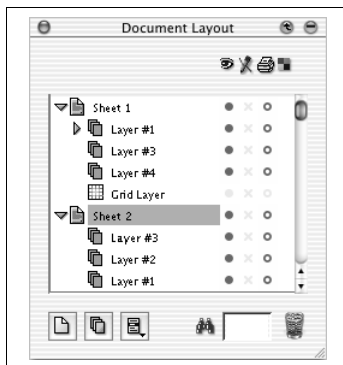 Document Layout
Sheet 1
Layer #1
Layer #3
Layer #4
Grid Layer
Sheet 2
Layer #3
Layer #2
Layer #1